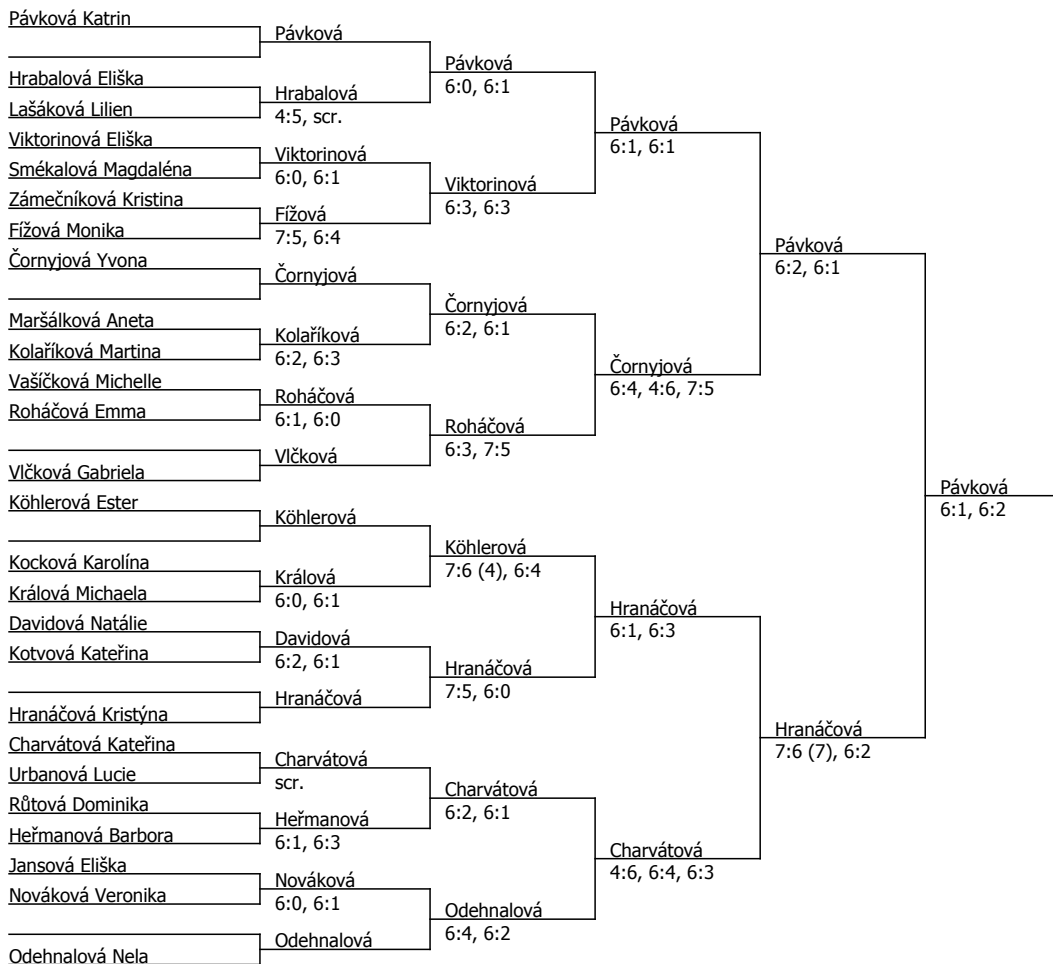 Pávková Katrin
Hrabalová Eliška
Lašáková Lilien
Viktorinová Eliška
Smékalová Magdaléna
Zámečníková Kristina
Fížová Monika
Čornyjová Yvona
Maršálková Aneta
Kolaříková Martina
Vašíčková Michelle
Roháčová Emma
Vlčková Gabriela
Köhlerová Ester
Kocková Karolína
Králová Michaela
Davidová Natálie
Kotvová Kateřina
Hranáčová Kristýna
Charvátová Kateřina
Urbanová Lucie
Růtová Dominika
Heřmanová Barbora
Jansová Eliška
Nováková Veronika
Odehnalová Nela
Pávková
Hrabalová
4:5, scr.
Viktorinová
6:0, 6:1
Fížová
7:5, 6:4
Čornyjová
Kolaříková
6:2, 6:3
Roháčová
6:1, 6:0
Vlčková
Köhlerová
Králová
6:0, 6:1
Davidová
6:2, 6:1
Hranáčová
Charvátová
scr.
Heřmanová
6:1, 6:3
Nováková
6:0, 6:1
Odehnalová
Pávková
6:0, 6:1
Viktorinová
6:3, 6:3
Čornyjová
6:2, 6:1
Roháčová
6:3, 7:5
Köhlerová
7:6 (4), 6:4
Hranáčová
7:5, 6:0
Charvátová
6:2, 6:1
Odehnalová
6:4, 6:2
Pávková
6:1, 6:1
Čornyjová
6:4, 4:6, 7:5
Hranáčová
6:1, 6:3
Charvátová
4:6, 6:4, 6:3
Pávková
6:2, 6:1
Hranáčová
7:6 (7), 6:2
Pávková
6:1, 6:2